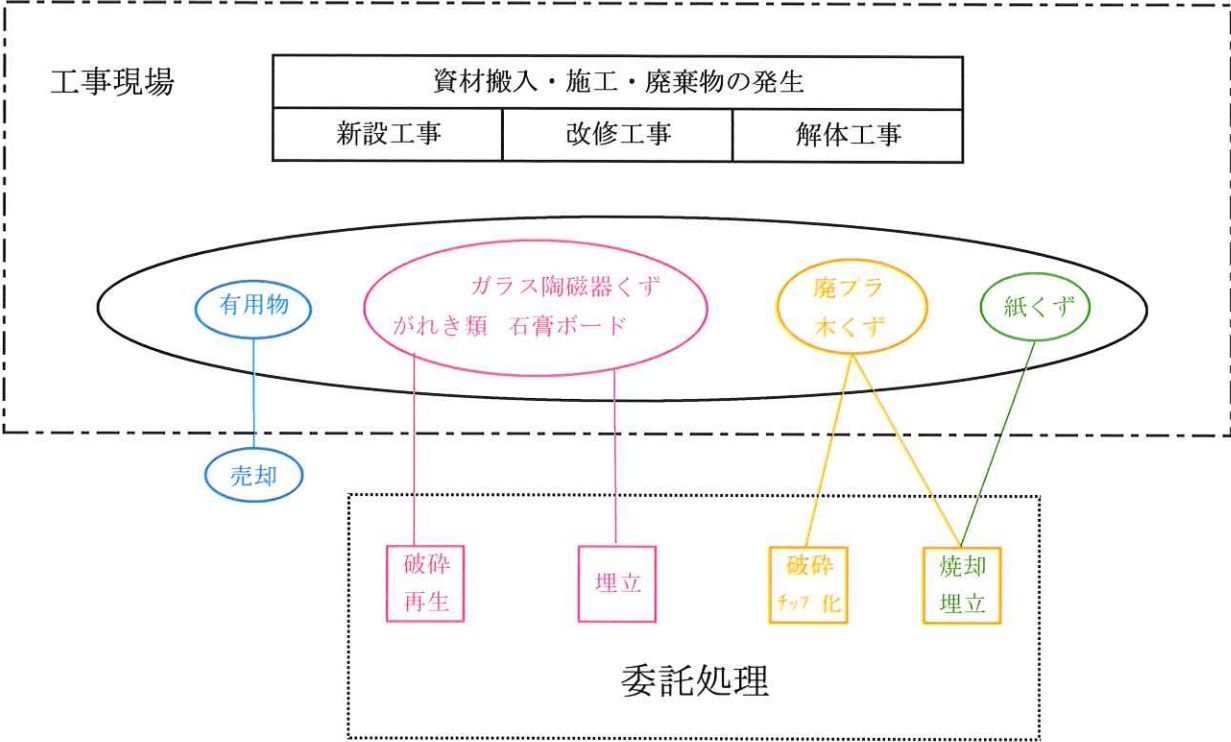 工事現場
資材搬入・施工・廃棄物の発生
新設工事 改修工事 解体工事
有用物
ガラス陶磁器くず
がれき類 石膏ボード
廃プラ
木くず
紙くず
売却
破砕
再生
埋立
破砕
ﾁｯﾌﾟ化
焼却
埋立
委託処理